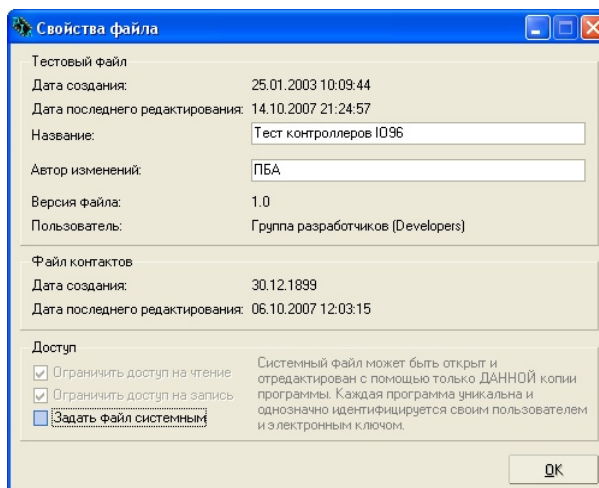 Свойства файла
Тестовый файл
Дата создания: 25.01.2003 10:09:44
Дата последнего редактирования: 14.10.2007 21:24:57
Название: Тест контроллеров IO96
Автор изменений: ПБА
Версия файла: 1.0
Пользователь: Группа разработчиков (Developers)
Файл контактов
Дата создания: 30.12.1899
Дата последнего редактирования: 06.10.2007 12:03:15
Доступ
Ограничить доступ на чтение
Ограничить доступ на запись
Задать файл системным
Системный файл может быть открыт и
отредактирован с помощью только ДАННОЙ копии
программы. Каждая программа уникальна и
однозначно идентифицируется своим пользователем
и электронным ключом.
OK